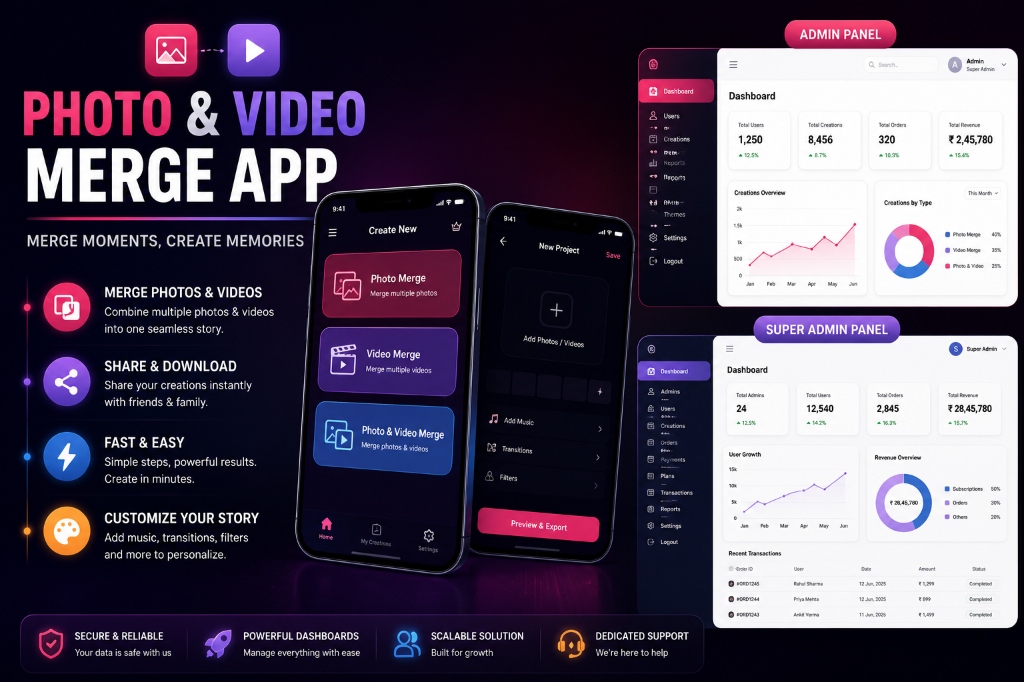 PHOTO & VIDEO
MERGE APP
MERGE MOMENTS, CREATE MEMORIES
MERGE PHOTOS & VIDEOS
Combine multiple photos & videos
into one seamless story.
SHARE & DOWNLOAD
Share your creations instantly
with friends & family.
FAST & EASY
Simple steps, powerful results.
Create in minutes.
CUSTOMIZE YOUR STORY
Add music, transitions, filters
and more to personalize.
9:41
Create New
Photo Merge
Merge multiple photos
Video Merge
Merge multiple videos
Photo & Video Merge
Merge photos & videos
Home
My Creatives
Settings
9:41
New Project
Save
Add Photos / Videos
Add Music
Transitions
Filters
Preview & Export
ADMIN PANEL
Dashboard
Users
Creations
Reports
Reports
Themes
Settings
Logout
Search..
A
Admin
Super Admin
Dashboard
Total Users
1,250
12.5%
Total Creations
8,456
8.7%
Total Orders
320
10.3%
Total Revenue
₹ 2,45,780
15.4%
Creations Overview
2k
1.5k
1k
500
0
Jan Feb Mar Apr May Jun
This Month
Creations by Type
Photo Merge 40%
Video Merge 35%
Photo & Video 25%
SUPER ADMIN PANEL
Dashboard
Admins
Users
Creations
Orders
Payments
Plans
Transactions
Reports
Settings
Logout
S
Super Admin
Dashboard
Total Admins
24
12.5%
Total Users
12,540
14.2%
Total Orders
2,845
16.3%
Total Revenue
₹ 28,45,780
15.7%
User Growth
15k
10k
5k
0
Jan Feb Mar Apr May Jun
Revenue Overview
₹ 28,45,780
Subscriptions 50%
Orders 30%
Others 20%
Recent Transactions
Order ID User Date Amount Status
#ORD1245 Rahul Sharma 12 Jun, 2025 ₹ 1,299 Completed
#ORD1244 Priya Mehta 12 Jun, 2025 ₹ 899 Completed
#ORD1243 Ankit Verma 11 Jun, 2025 ₹ 1,499 Completed
SECURE & RELIABLE
Your data is safe with us
POWERFUL DASHBOARDS
Manage everything with ease
SCALABLE SOLUTION
Built for growth
DEDICATED SUPPORT
We're here to help